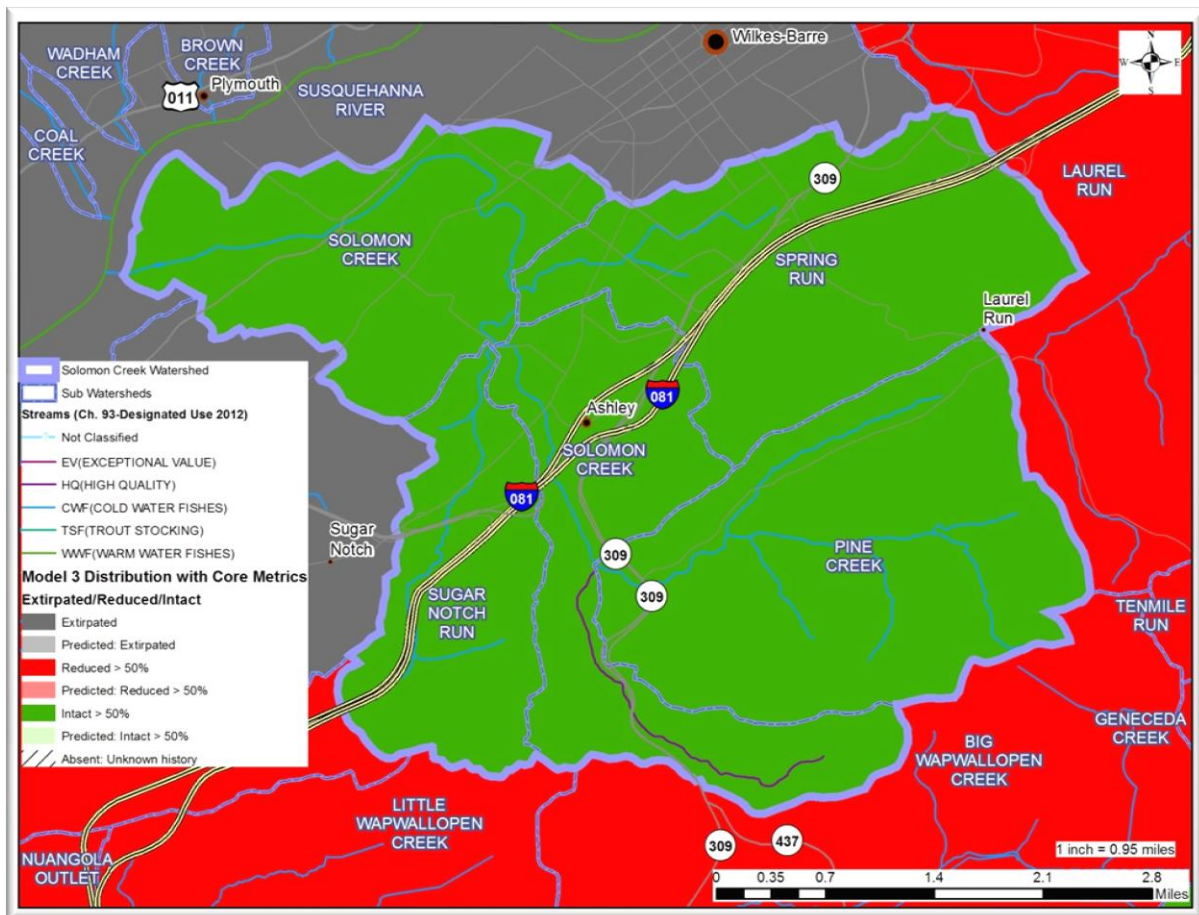 WADHAM
CREEK
BROWN
CREEK
Wilkes-Barre
N
W E
S
011
Plymouth
SUSQUEHANNA
RIVER
COAL
CREEK
309
LAUREL
RUN
SOLOMON
CREEK
SPRING
RUN
Laurel
Run
Solomon Creek Watershed
Sub Watersheds
Streams (Ch. 93-Designated Use 2012)
Not Classified
EV(EXCEPTIONAL VALUE)
HQ(HIGH QUALITY)
CWF(COLD WATER FISHES)
TSF(TROUT STOCKING)
WWF(WARM WATER FISHES)
Model 3 Distribution with Core Metrics
Extirpated/Reduced/Intact
Extirpated
Predicted: Extirpated
Reduced > 50%
Predicted: Reduced > 50%
Intact > 50%
Predicted: Intact > 50%
Absent: Unknown history
081
Ashley
SOLOMON
CREEK
081
Sugar
Notch
309
309
PINE
CREEK
SUGAR
NOTCH
RUN
TENMILE
RUN
GENECEDA
CREEK
BIG
WAPWALLOPEN
CREEK
LITTLE
WAPWALLOPEN
CREEK
309
437
NUANGOLA
OUTLET
1 inch = 0.95 miles
0 0.35 0.7 1.4 2.1 2.8
Miles